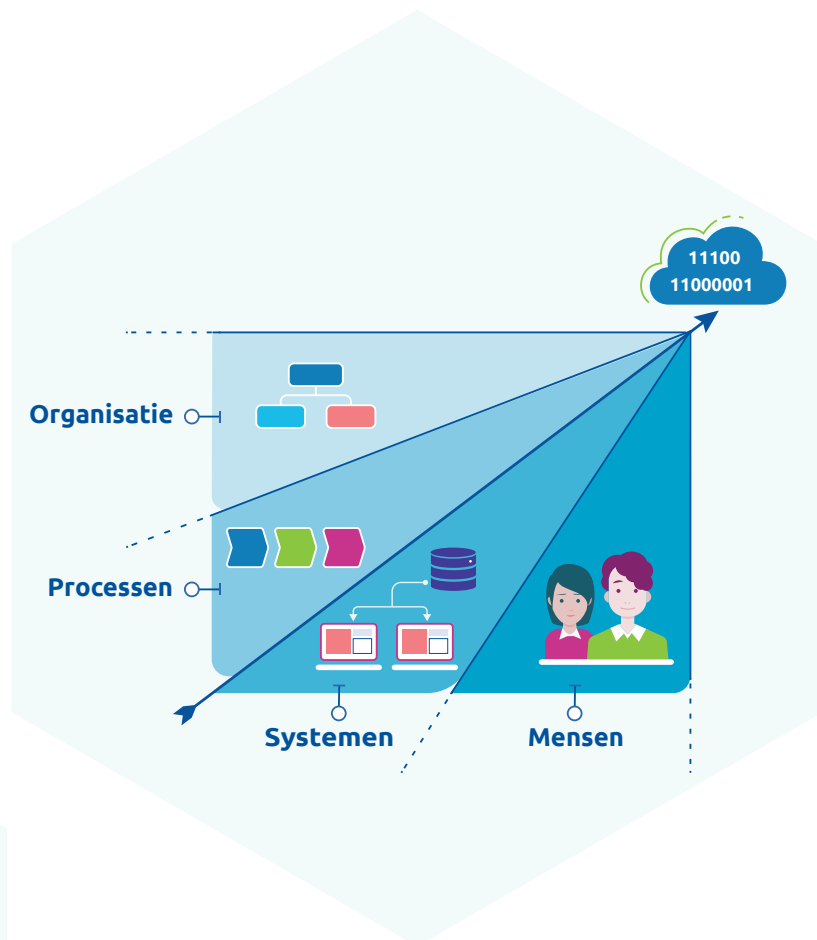 11100
11000001
Organisatie
Processen
Systemen
Mensen